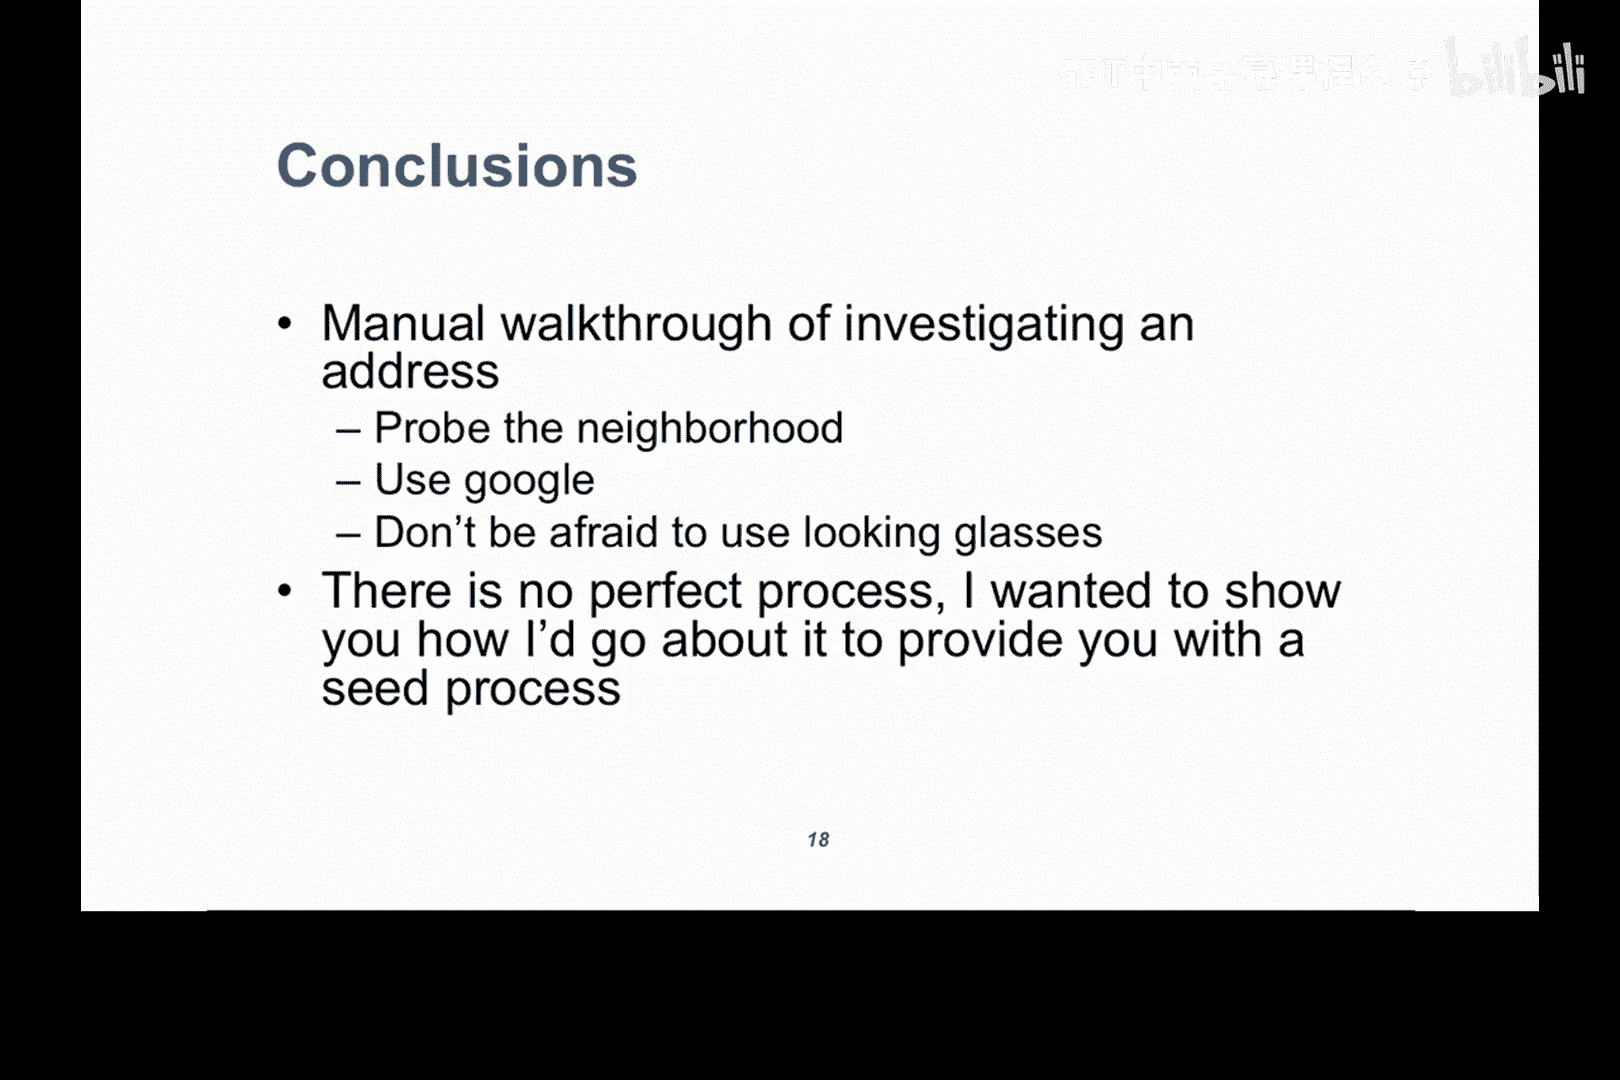 bilibili
Conclusions
• Manual walkthrough of investigating an
address
– Probe the neighborhood
– Use google
– Don’t be afraid to use looking glasses
• There is no perfect process, I wanted to show
you how I’d go about it to provide you with a
seed process
18